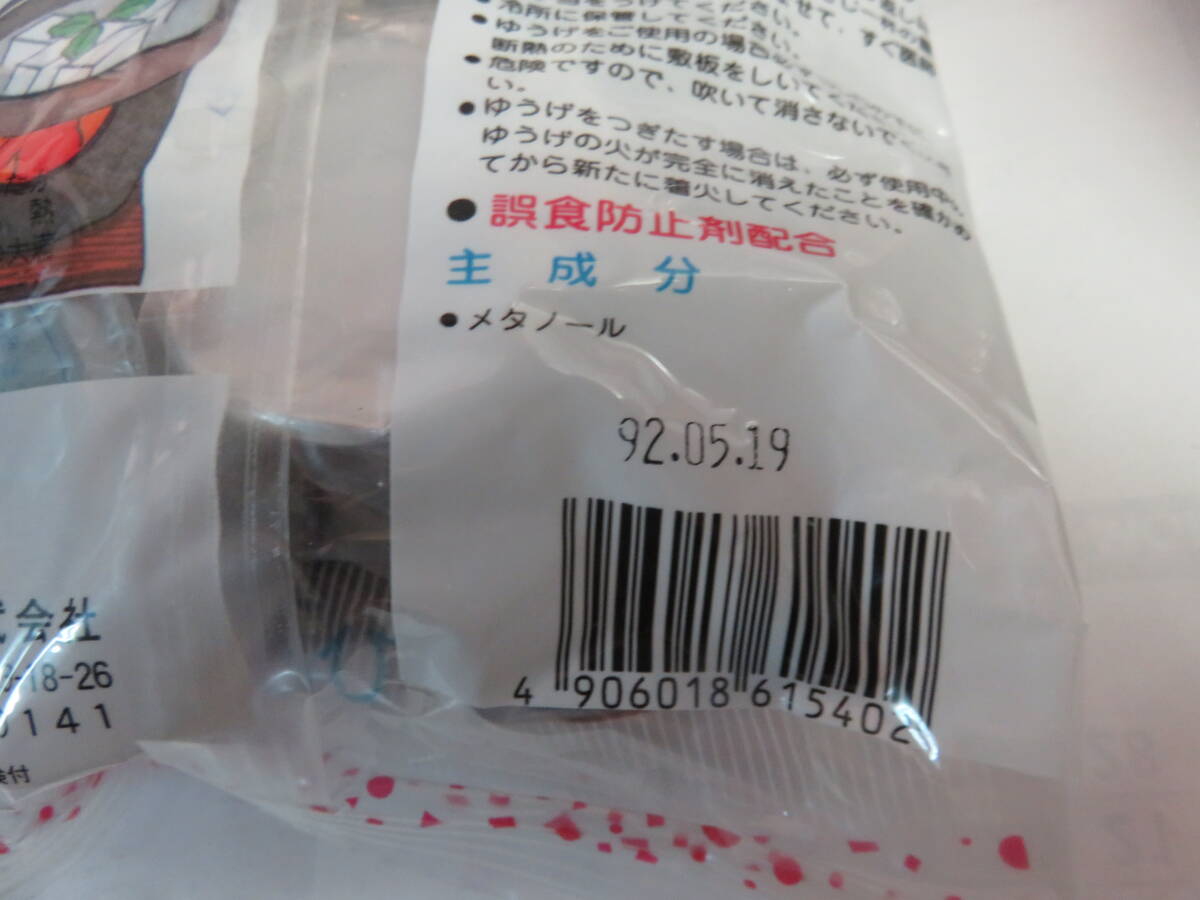 冷所に保管してください。
●ゆうげをご使用の場合
断熱のために敷板をしいてください
●危険ですので、吹いて消さないで
い。
●ゆうげをつぎたす場合は、必ず使用中の
ゆうげの火が完全に消えたことを確かめ
てから新たに着火してください。
●誤食防止剤配合
主成分
●メタノール
92.05.19
4 906018 615402
熱
式会社
-18-26
141
付